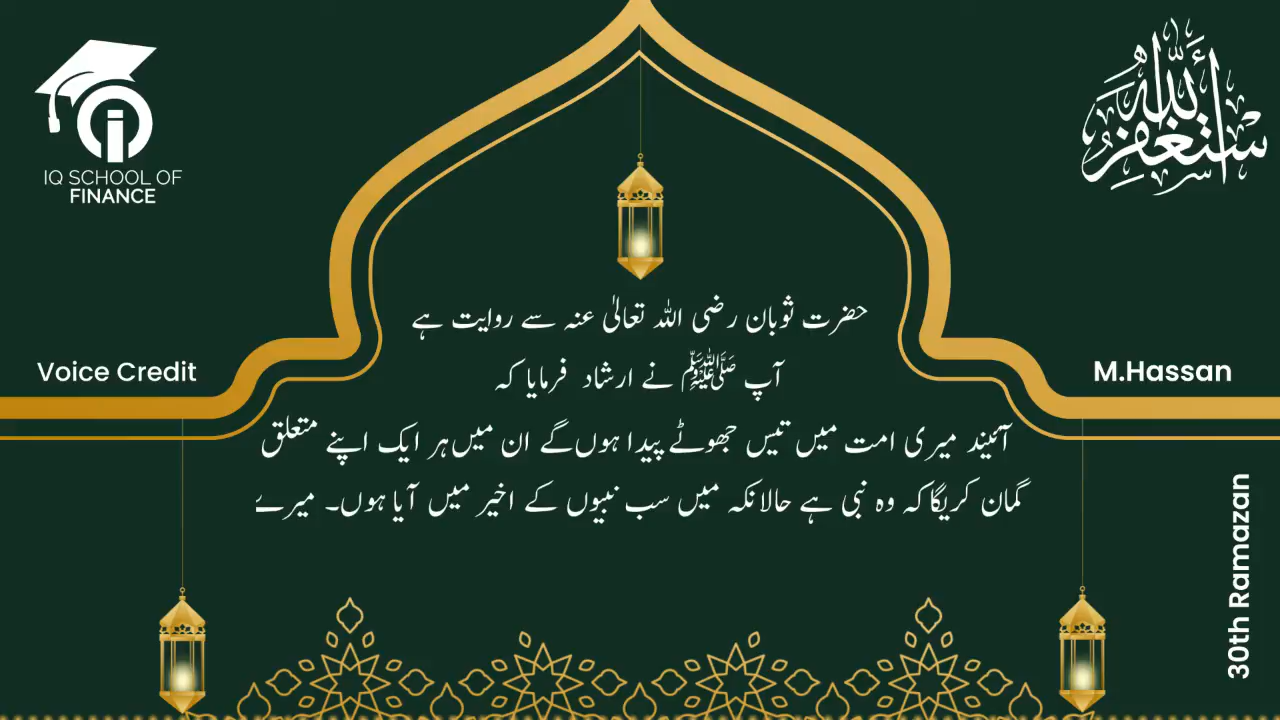 IQ SCHOOL OF
FINANCE
أستغفر الله
حضرت ثوبان رضی اللہ تعالیٰ عنہ سے روایت ہے
آپ ﷺ نے ارشاد فرمایا کہ
آئیند میری امت میں تیس جھوٹے پیدا ہوں گے ان میں ہر ایک اپنے متعلق
گمان کریگا کہ وہ نبی ہے حالانکہ میں سب نبیوں کے اخیر میں آیا ہوں۔ میرے
Voice Credit
M.Hassan
30th Ramazan